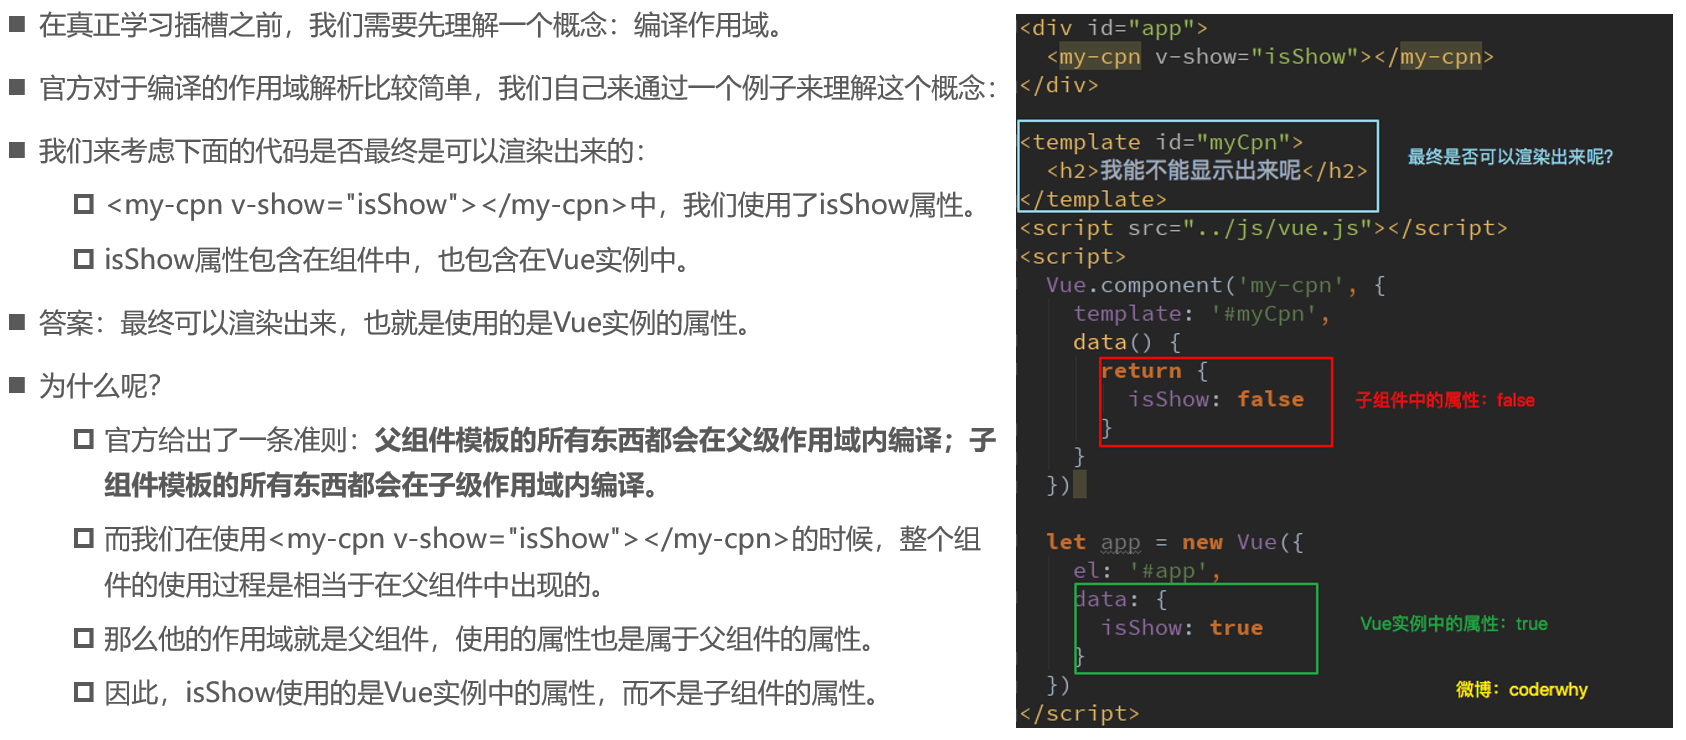 ■ 在真正学习插槽之前，我们需要先理解一个概念：编译作用域。
■ 官方对于编译的作用域解析比较简单，我们自己来通过一个例子来理解这个概念：
■ 我们来考虑下面的代码是否最终是可以渲染出来的：
<my-cpn v-show="isShow"></my-cpn>中，我们使用了isShow属性。
isShow属性包含在组件中，也包含在Vue实例中。
■ 答案：最终可以渲染出来，也就是使用的是Vue实例的属性。
■ 为什么呢？
官方给出了一条准则：父组件模板的所有东西都会在父级作用域内编译；子
组件模板的所有东西都会在子级作用域内编译。
而我们在使用<my-cpn v-show="isShow"></my-cpn>的时候，整个组
件的使用过程是相当于在父组件中出现的。
那么他的作用域就是父组件，使用的属性也是属于父组件的属性。
因此，isShow使用的是Vue实例中的属性，而不是子组件的属性。
<div id="app">
<my-cpn v-show="isShow"></my-cpn>
</div>
<template id="myCpn">
<h2>我能不能显示出来呢</h2>
</template>
最终是否可以渲染出来呢？
<script src="../js/vue.js"></script>
<script>
Vue.component('my-cpn', {
template: '#myCpn',
data() {
return {
isShow: false
}
子组件中的属性：false
}
})
let app = new Vue({
el: '#app',
data: {
isShow: true
}
Vue实例中的属性：true
})
微博：coderwhy
</script>